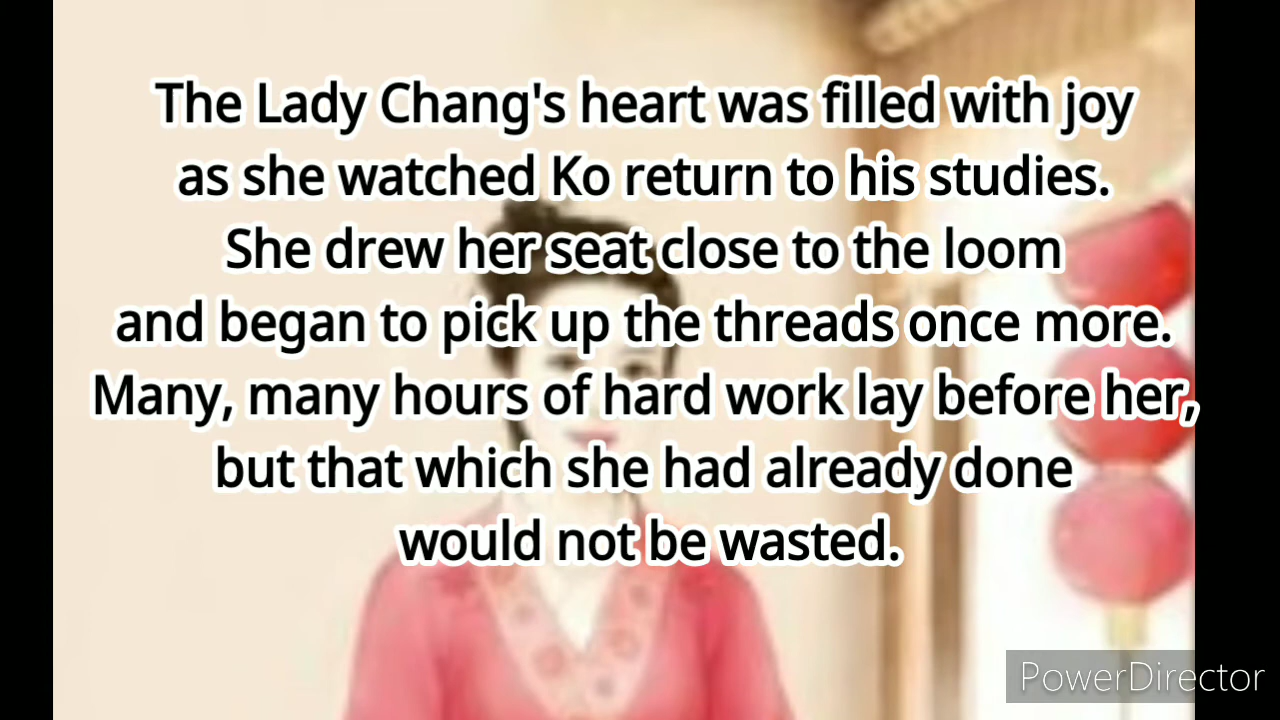 The Lady Chang's heart was filled with joy
as she watched Ko return to his studies.
She drew her seat close to the loom
and began to pick up the threads once more.
Many, many hours of hard work lay before her,
but that which she had already done
would not be wasted.
PowerDirector